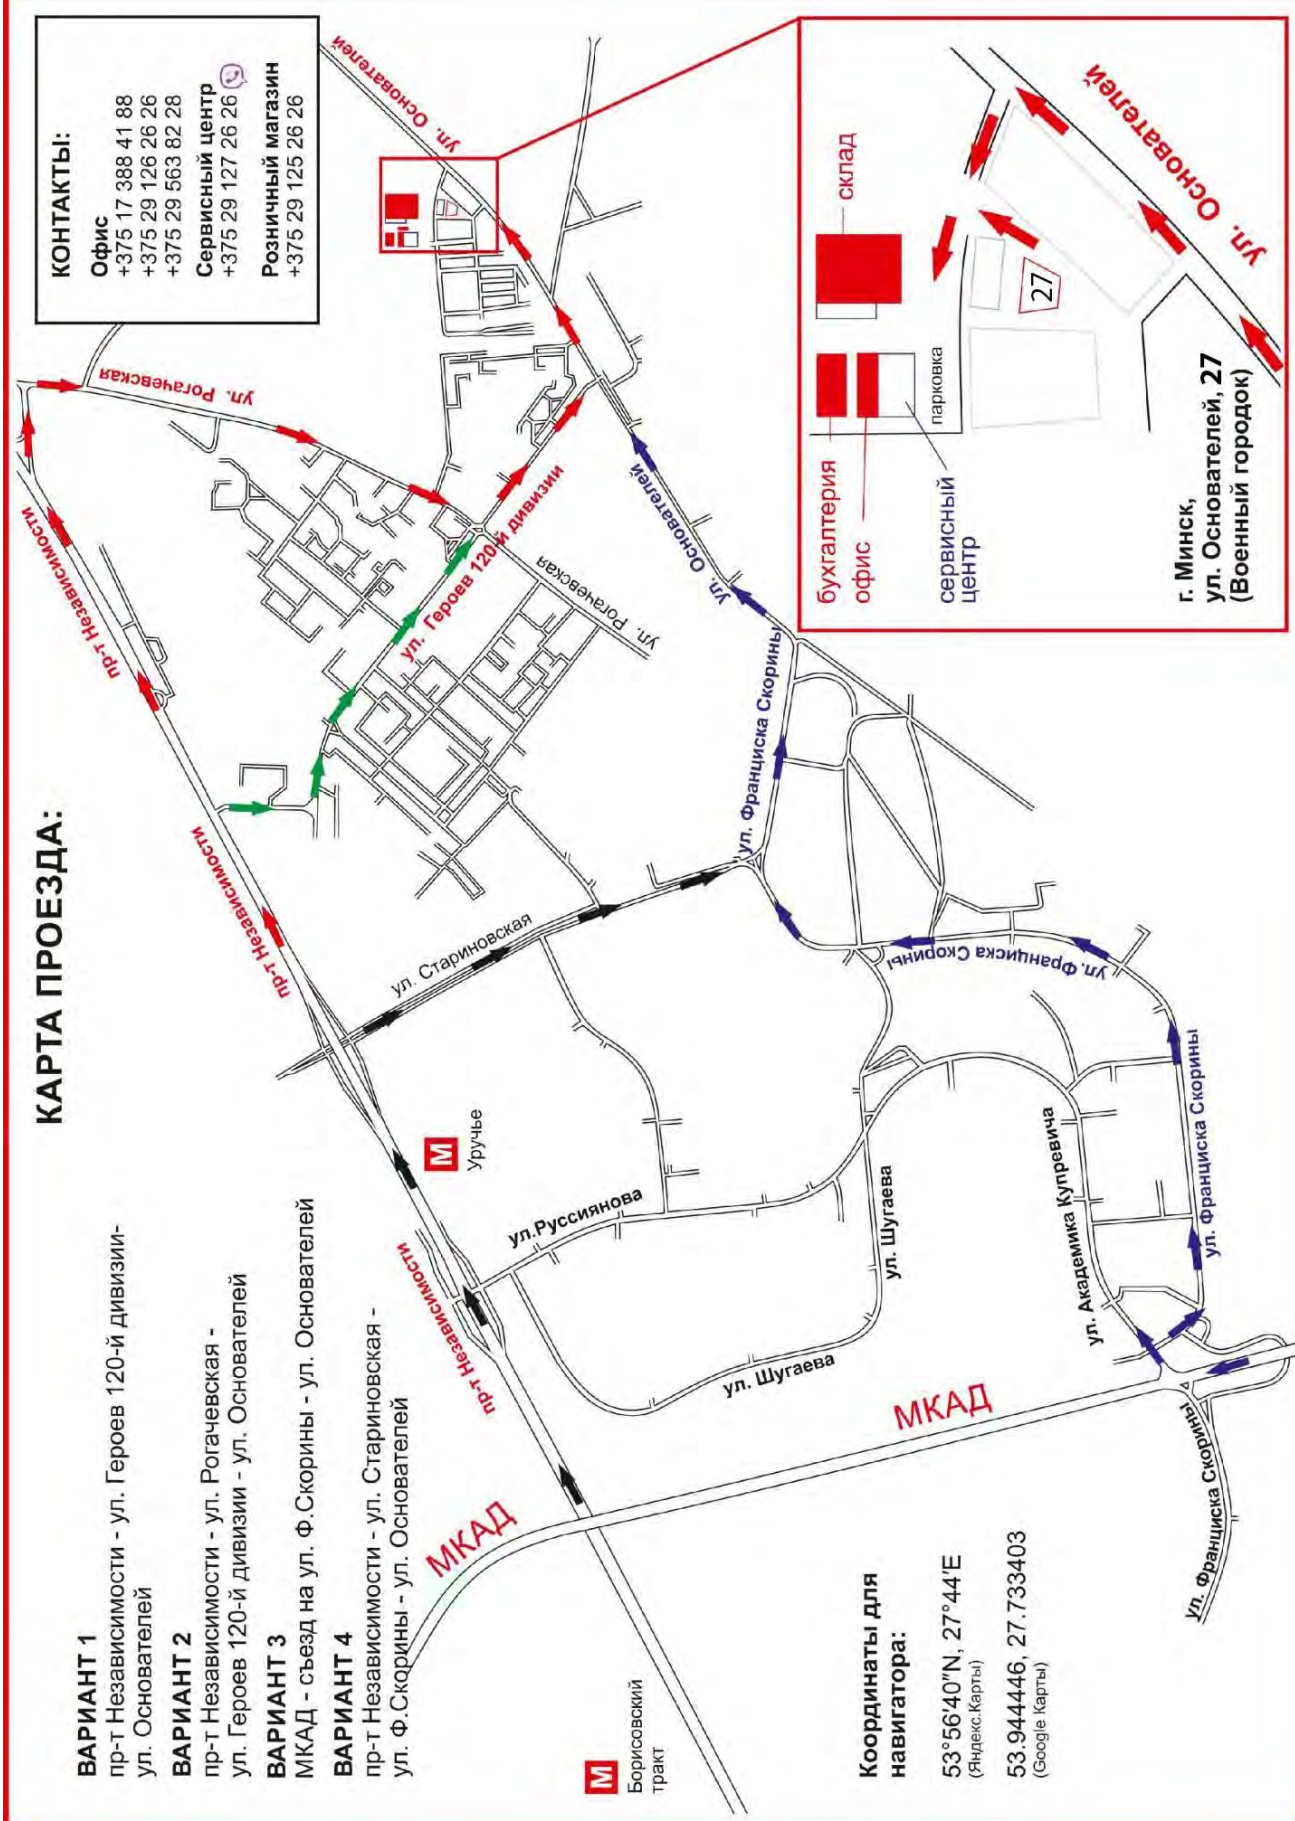 КАРТА ПРОЕЗДА:
ВАРИАНТ 1
пр-т Независимости - ул. Героев 120-й дивизии-
ул. Основателей
ВАРИАНТ 2
пр-т Независимости - ул. Рогачевская -
ул. Героев 120-й дивизии - ул. Основателей
ВАРИАНТ 3
МКАД - съезд на ул. Ф.Скорины - ул. Основателей
ВАРИАНТ 4
пр-т Независимости - ул. Стариновская -
ул. Ф.Скорины - ул. Основателей
КОНТАКТЫ:
Офис
+375 17 388 41 88
+375 29 126 26 26
+375 29 563 82 28
Сервисный центр
+375 29 127 26 26
Розничный магазин
+375 29 125 26 26
пр-т Независимости
пр-т Независимости
пр-т Независимости
пр-т Независимости
ул. Рогачевская
ул. Основателей
ул. Героев 120-й дивизии
ул. Рогачевская
ул. Основателей
ул. Стариновская
ул. Франциска Скорины
ул. Франциска Скорины
ул. Франциска Скорины
ул. Франциска Скорины
М
Уручье
ул.Руссиянова
ул. Шугаева
ул. Шугаева
ул. Академика Купревича
МКАД
МКАД
М
Борисовский
тракт
Координаты для
навигатора:
53°56'40"N, 27°44'E
(Яндекс.Карты)
53.944446, 27.733403
(Google Карты)
бухгалтерия
офис
сервисный
центр
склад
парковка
27
ул. Основателей
г. Минск,
ул. Основателей, 27
(Военный городок)